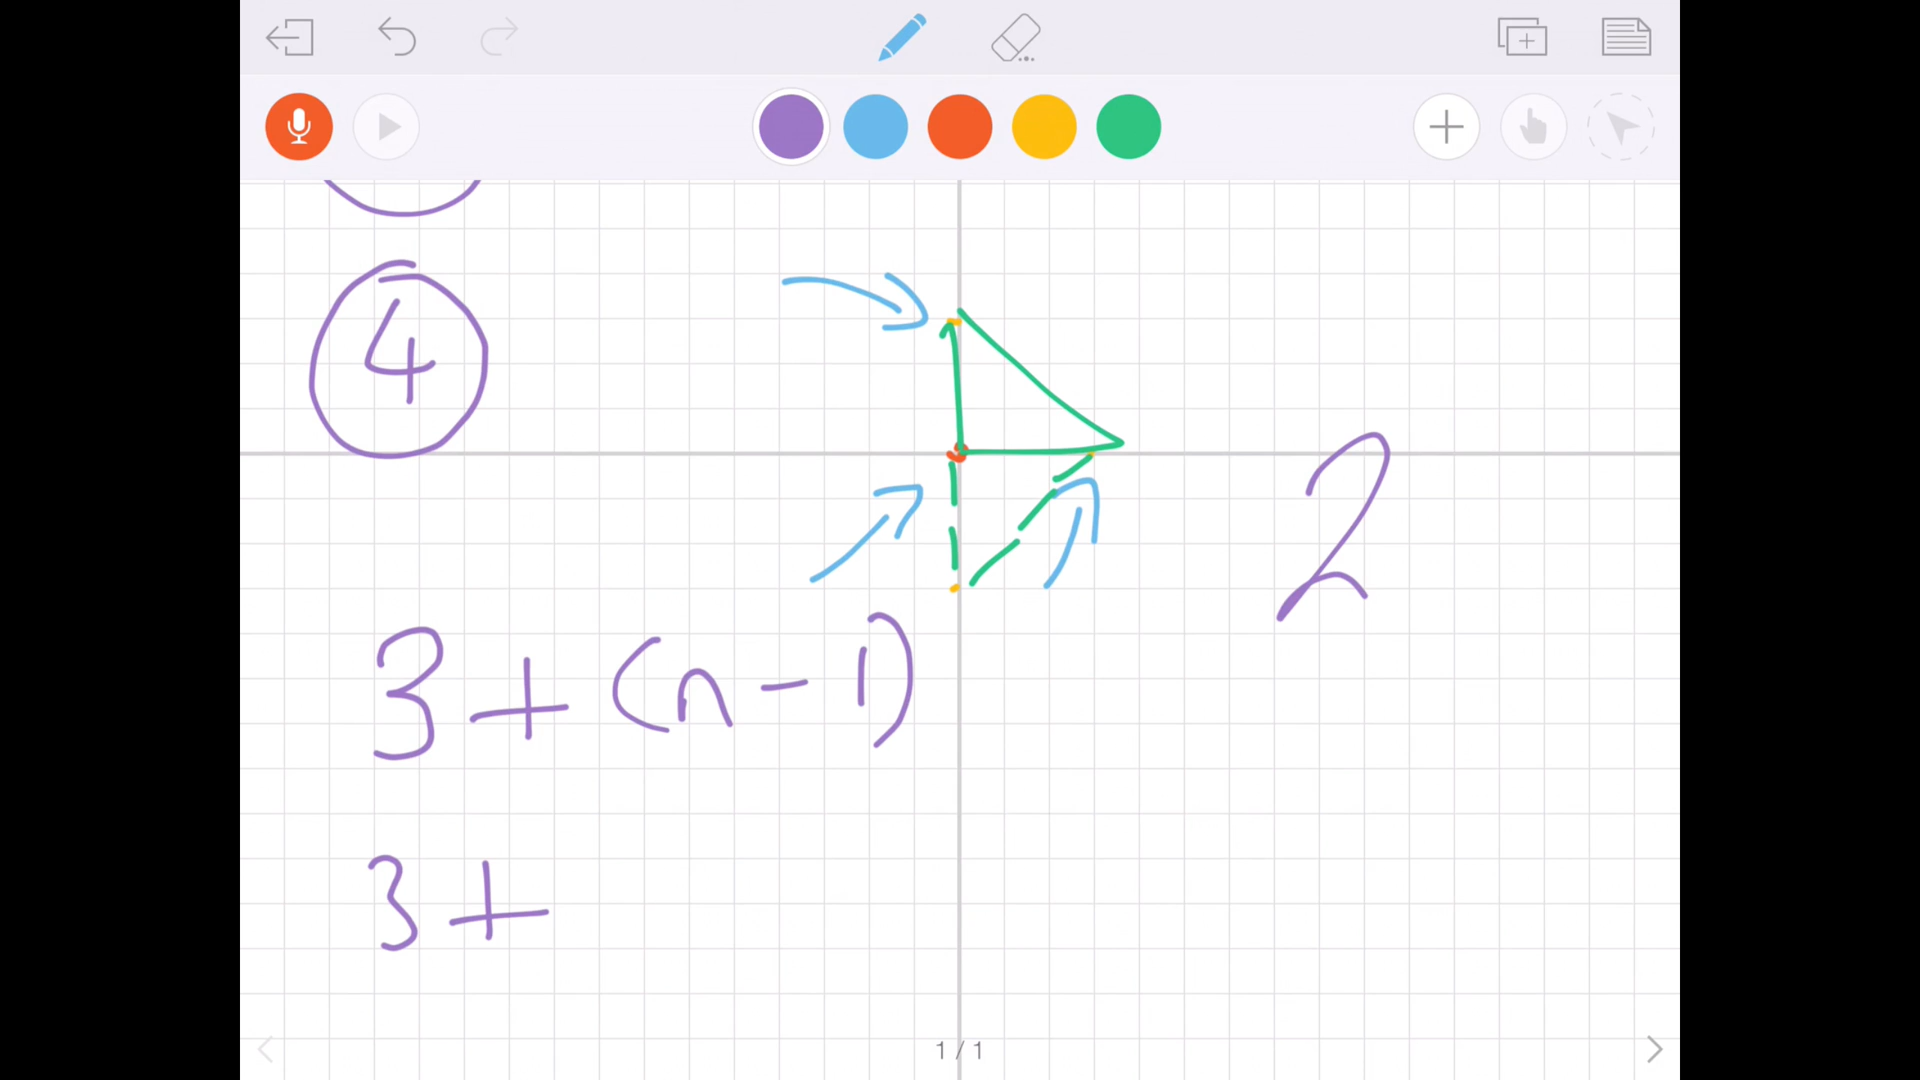 4
2
3 + (n - 1)
3 +
1 / 1